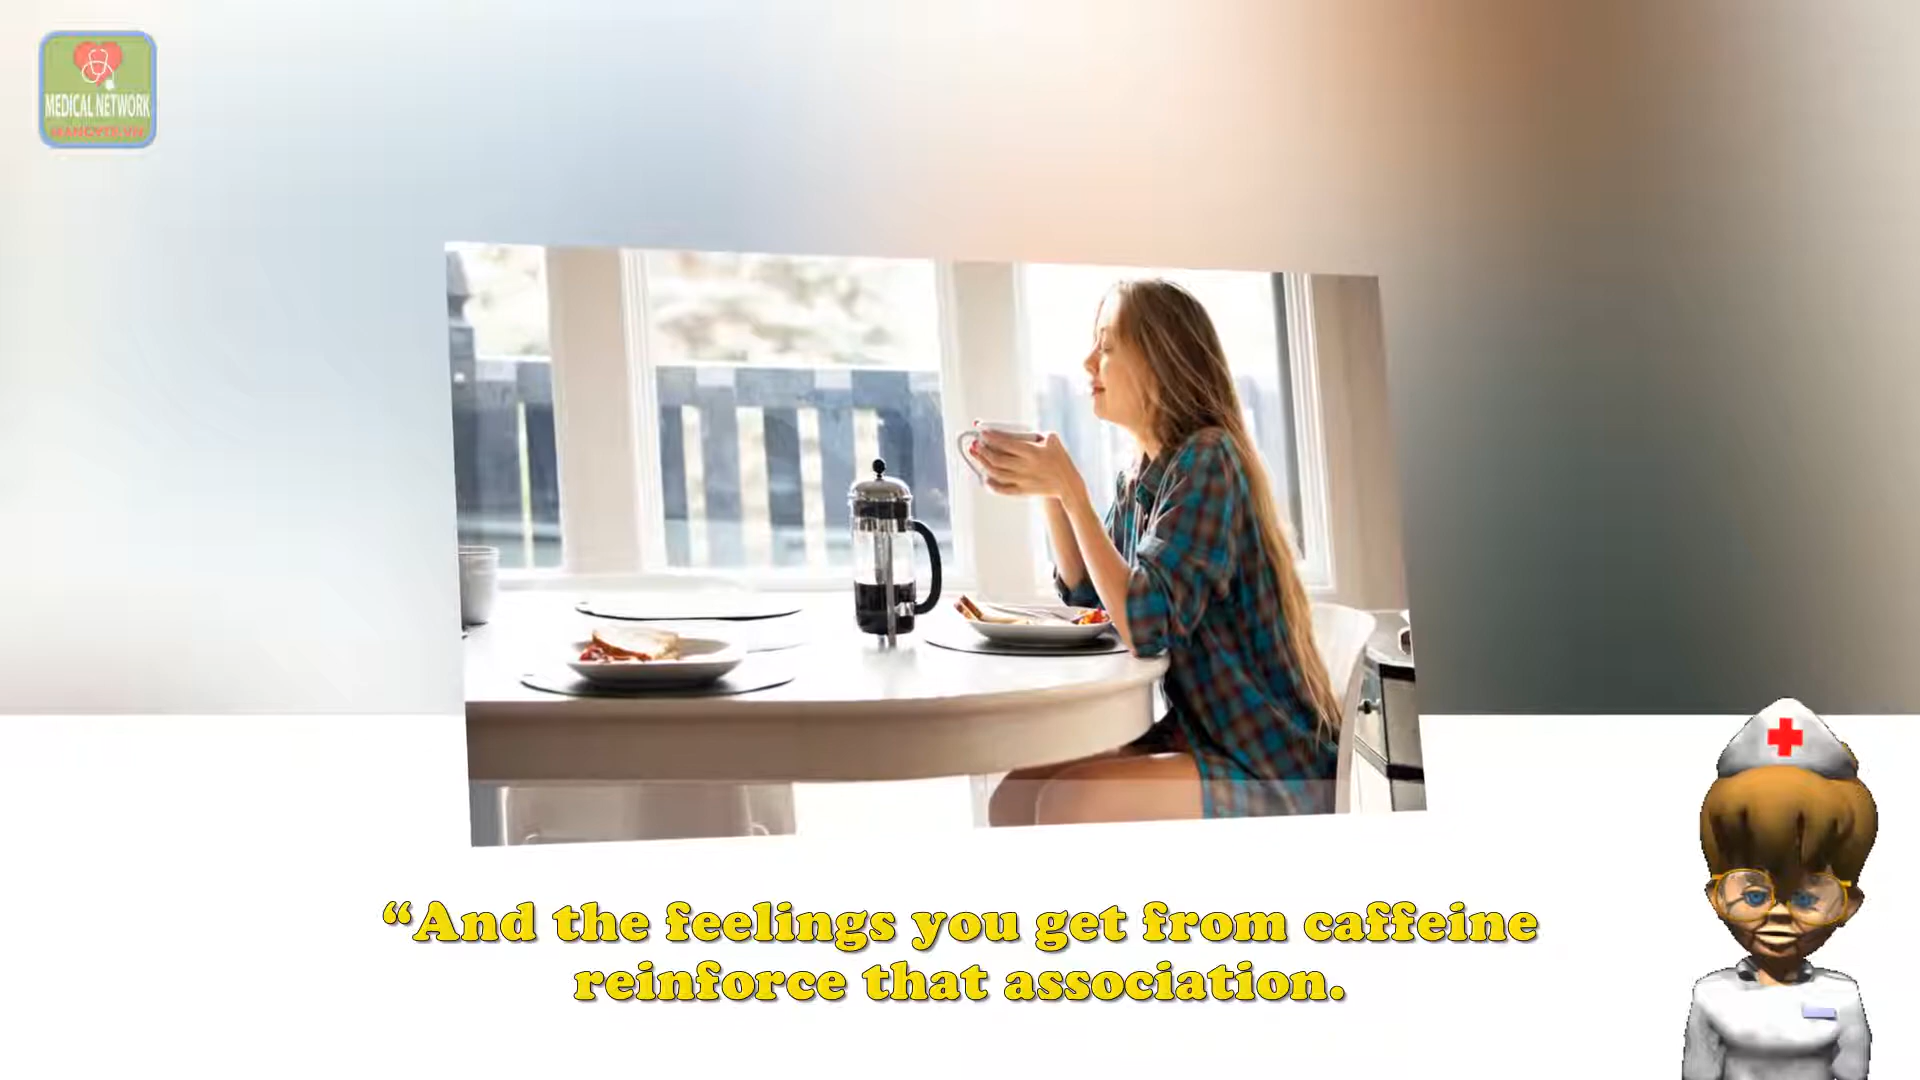 MEDICAL NETWORK
“And the feelings you get from caffeine
reinforce that association.